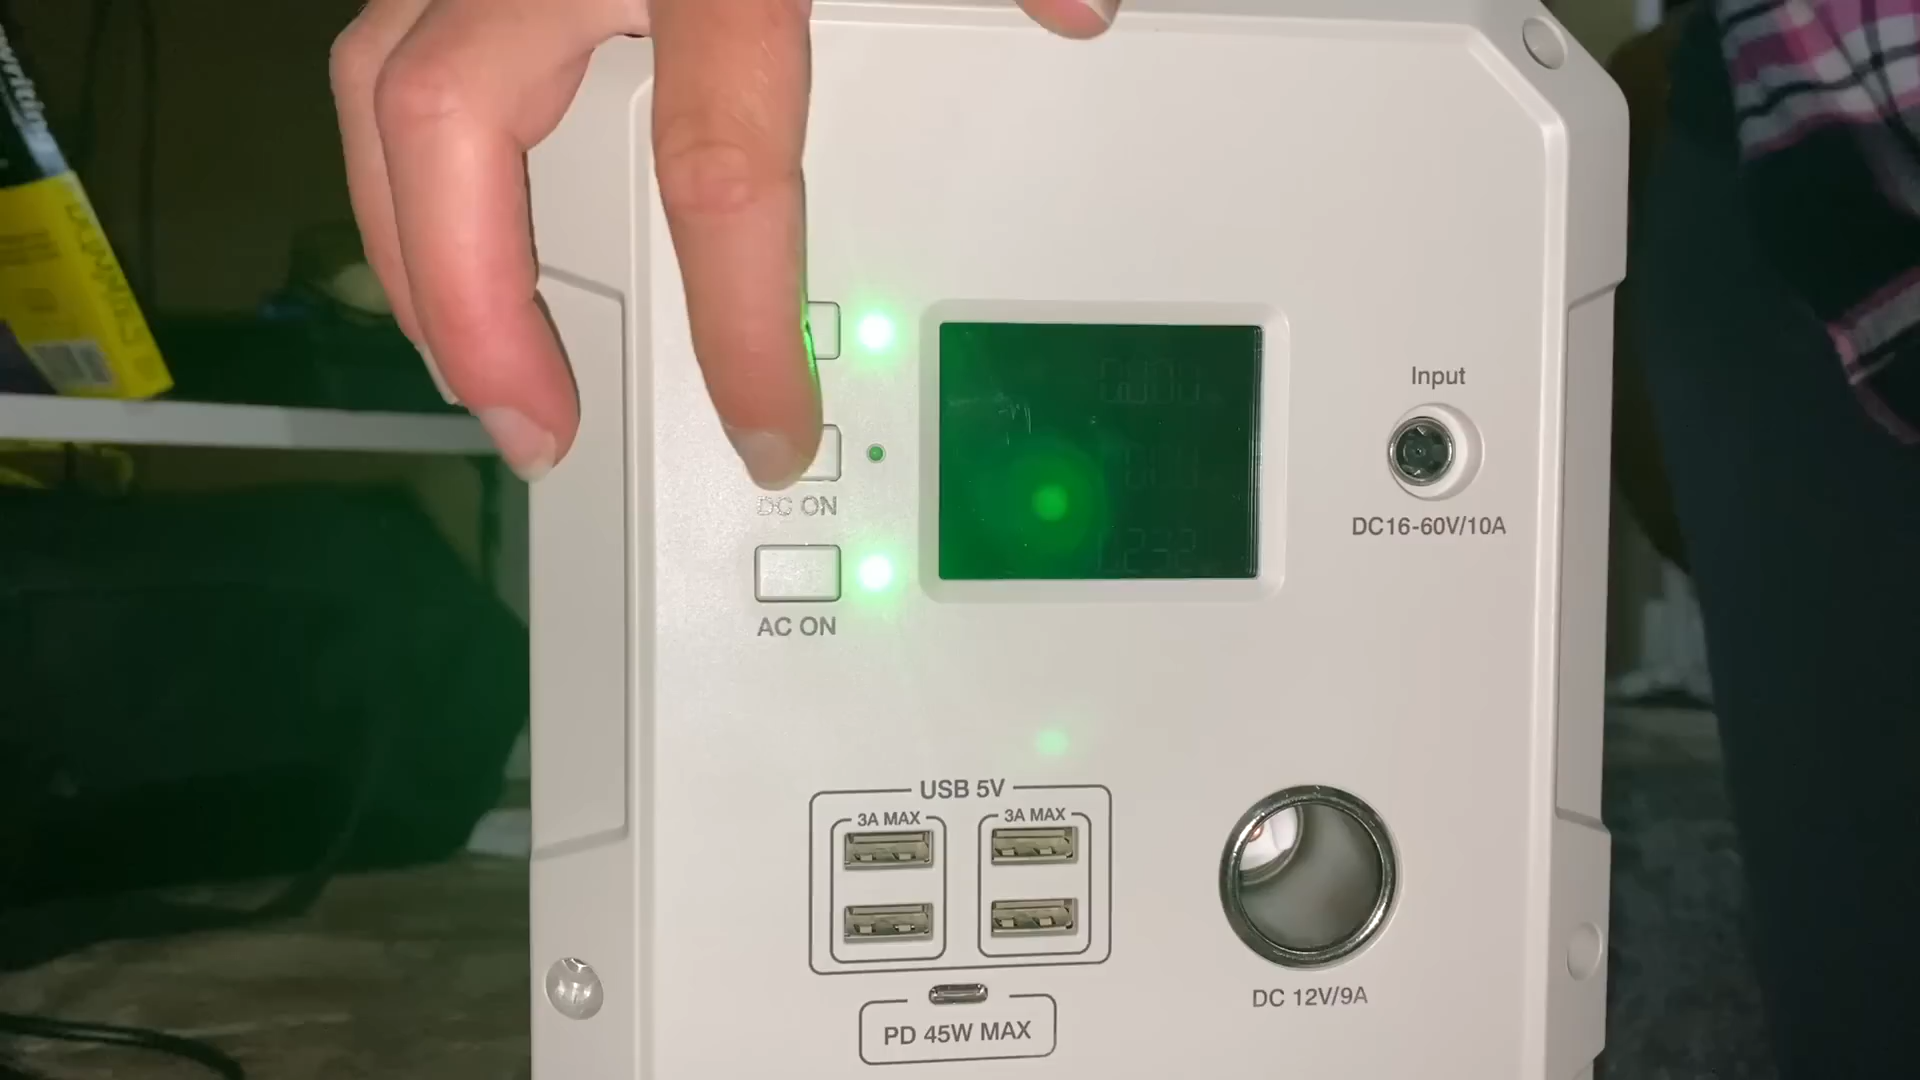 DUMMIES
Input
DC16-60V/10A
DC ON
AC ON
USB 5V
3A MAX
3A MAX
PD 45W MAX
DC 12V/9A